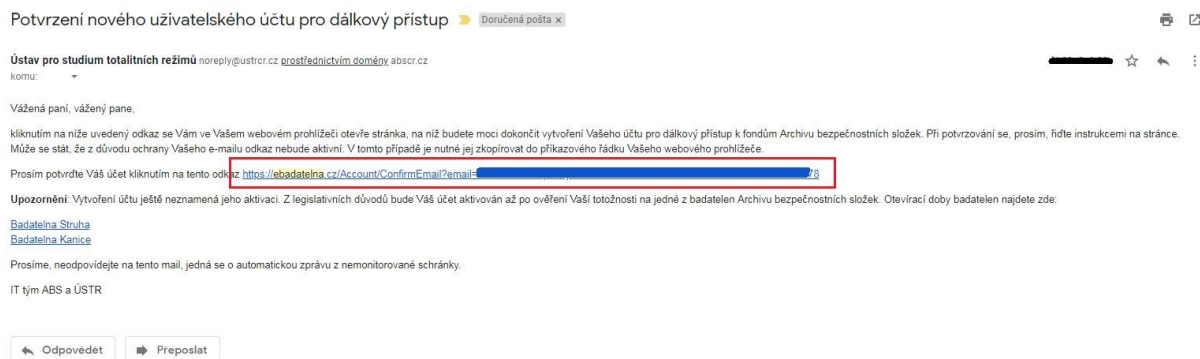 Potvrzení nového uživatelského účtu pro dálkový přístup Doručená pošta x
Ústav pro studium totalitních režimů noreply@ustrcr.cz prostřednictvím domény abscr.cz
komu:
Vážená paní, vážený pane,
kliknutím na níže uvedený odkaz se Vám ve Vašem webovém prohlížeči otevře stránka, na níž budete moci dokončit vytvoření Vašeho účtu pro dálkový přístup k fondům Archivu bezpečnostních složek. Při potvrzování se, prosím, řiďte instrukcemi na stránce.
Může se stát, že z důvodu ochrany Vašeho e-mailu odkaz nebude aktivní. V tomto případě je nutné jej zkopírovat do příkazového řádku Vašeho webového prohlížeče.
Prosím potvrďte Váš účet kliknutím na tento odkaz https://ebadatelna.cz/Account/ConfirmEmail?email= 78
Upozornění: Vytvoření účtu ještě neznamená jeho aktivaci. Z legislativních důvodů bude Váš účet aktivován až po ověření Vaší totožnosti na jedné z badatelen Archivu bezpečnostních složek. Otevírací doby badatelen najdete zde:
Badatelna Struha
Badatelna Kanice
Prosíme, neodpovídejte na tento mail, jedná se o automatickou zprávu z nemonitorované schránky.
IT tým ABS a ÚSTR
Odpovědět Přeposlat